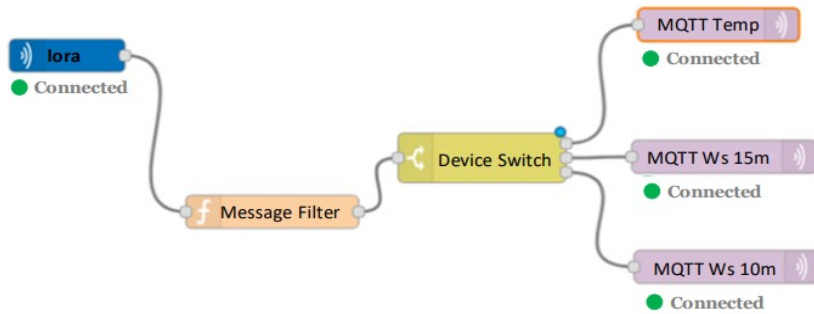 lora
Connected
Message Filter
Device Switch
MQTT Temp
Connected
MQTT Ws 15m
Connected
MQTT Ws 10m
Connected